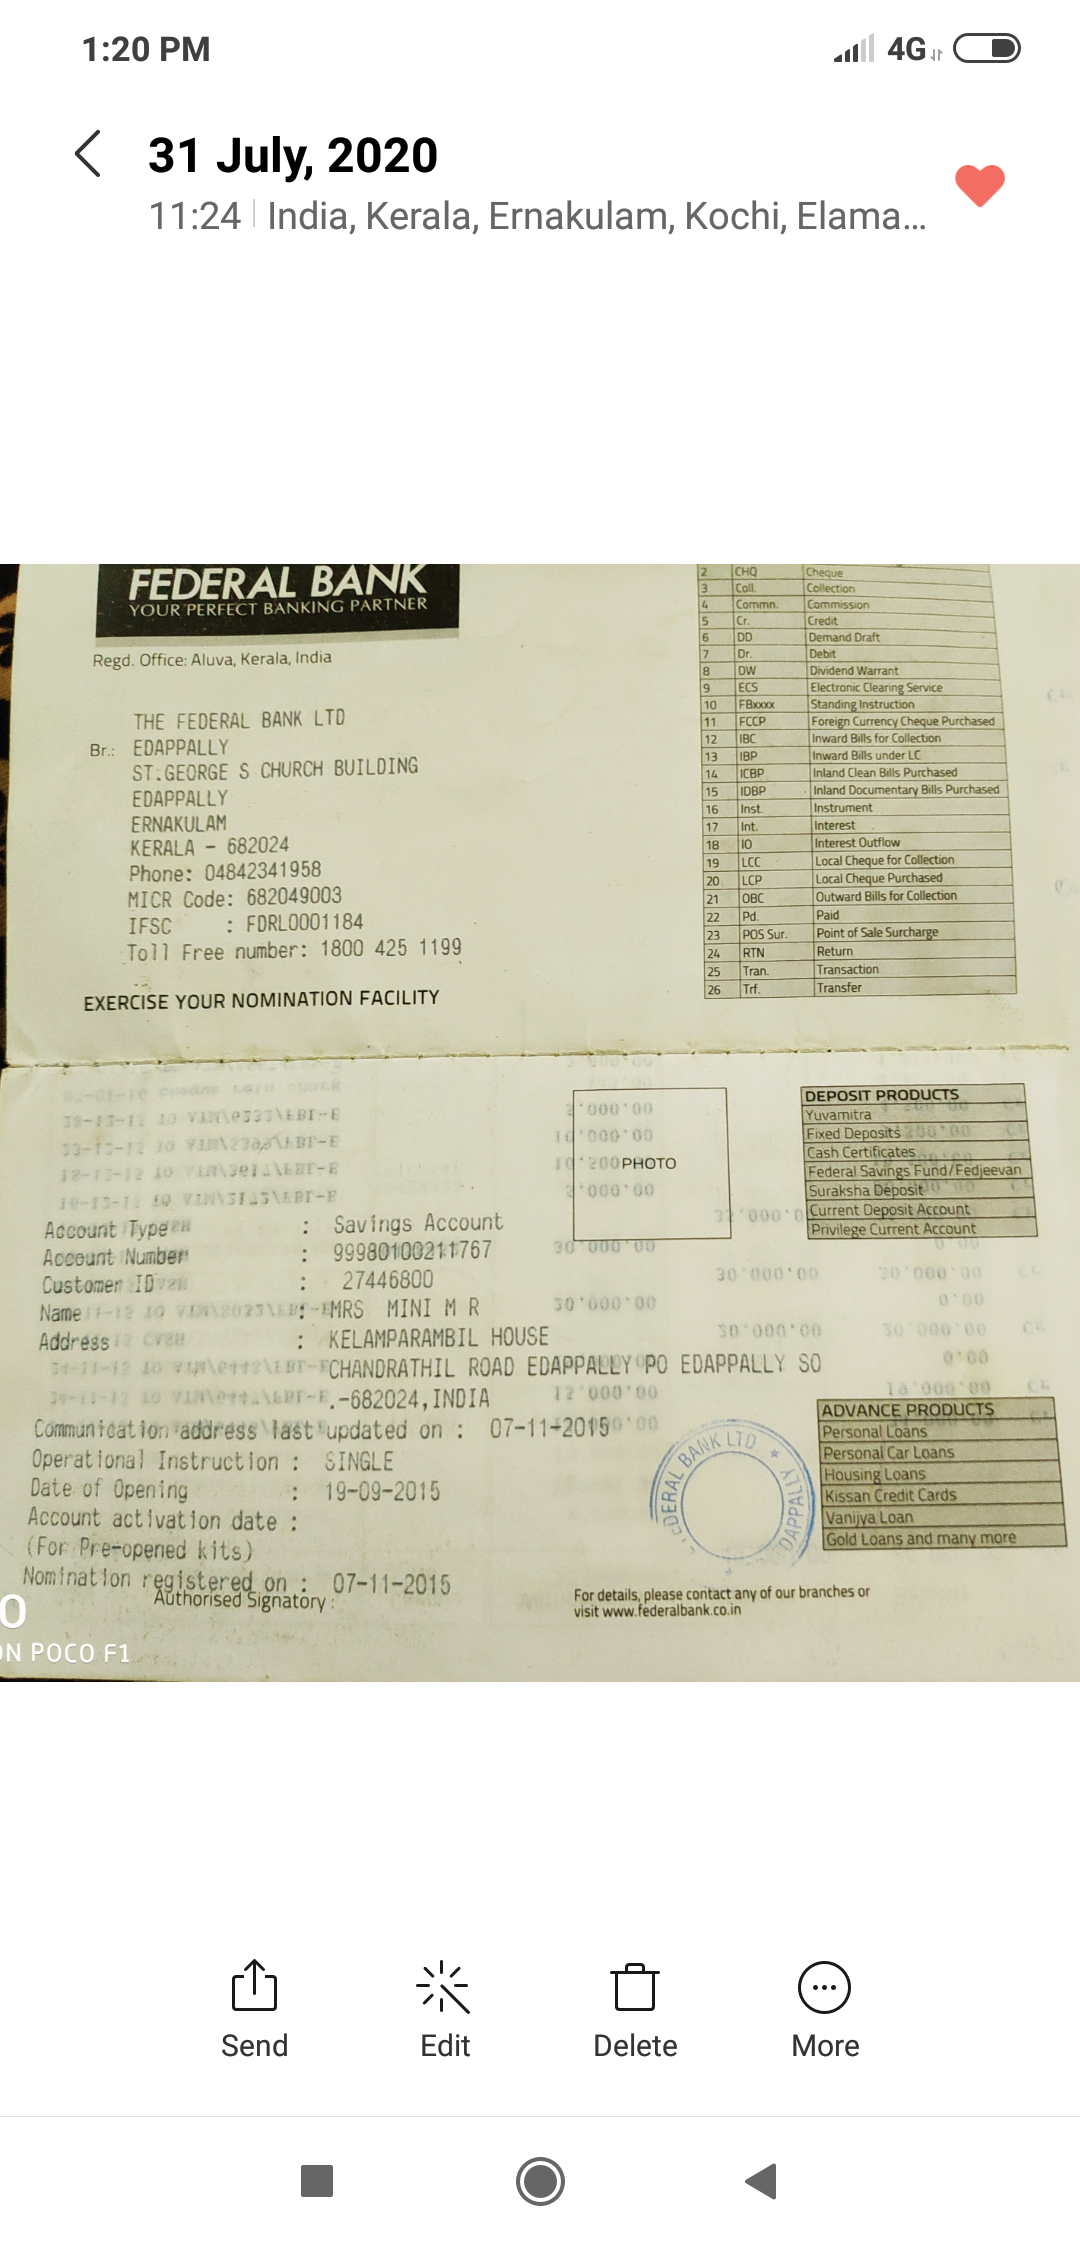 1:20 PM
4G
31 July, 2020
11:24 India, Kerala, Ernakulam, Kochi, Elama...
FEDERAL BANK
YOUR PERFECT BANKING PARTNER
Regd. Office: Aluva, Kerala, India
THE FEDERAL BANK LTD
Br.: EDAPPALLY
ST.GEORGE S CHURCH BUILDING
EDAPPALLY
ERNAKULAM
KERALA - 682024
Phone: 04842341958
MICR Code: 682049003
IFSC : FDRL0001184
Toll Free number: 1800 425 1199
EXERCISE YOUR NOMINATION FACILITY
2 CHQ Cheque
3 Coll. Collection
4 Commn. Commission
5 Cr. Credit
6 DD Demand Draft
7 Dr. Debit
8 DW Dividend Warrant
9 ECS Electronic Clearing Service
10 FBxxxx Standing Instruction
11 FCCP Foreign Currency Cheque Purchased
12 IBC Inward Bills for Collection
13 IBP Inward Bills under LC
14 ICBP Inland Clean Bills Purchased
15 IDBP Inland Documentary Bills Purchased
16 Inst. Instrument
17 Int. Interest
18 IO Interest Outflow
19 LCC Local Cheque for Collection
20 LCP Local Cheque Purchased
21 OBC Outward Bills for Collection
22 Pd. Paid
23 POS Sur. Point of Sale Surcharge
24 RTN Return
25 Tran. Transaction
26 Trf. Transfer
PHOTO
DEPOSIT PRODUCTS
Yuvamitra
Fixed Deposits
Cash Certificates
Federal Savings Fund/Fedjeevan
Suraksha Deposit
Current Deposit Account
Privilege Current Account
Account Type : Savings Account
Account Number : 99980100211767
Customer ID : 27446800
Name : MRS MINI M R
Address : KELAMPARAMBIL HOUSE
CHANDRATHIL ROAD EDAPPALLY PO EDAPPALLY SO
.-682024,INDIA
Communication address last updated on : 07-11-2015
Operational Instruction : SINGLE
Date of Opening : 19-09-2015
Account activation date :
(For Pre-opened kits)
Nomination registered on : 07-11-2015
Authorised Signatory :
DERAL BANK LTD. ★ DAPPALLY
ADVANCE PRODUCTS
Personal Loans
Personal Car Loans
Housing Loans
Kissan Credit Cards
Vanijya Loan
Gold Loans and many more
For details, please contact any of our branches or
visit www.federalbank.co.in
O
ON POCO F1
Send Edit Delete More